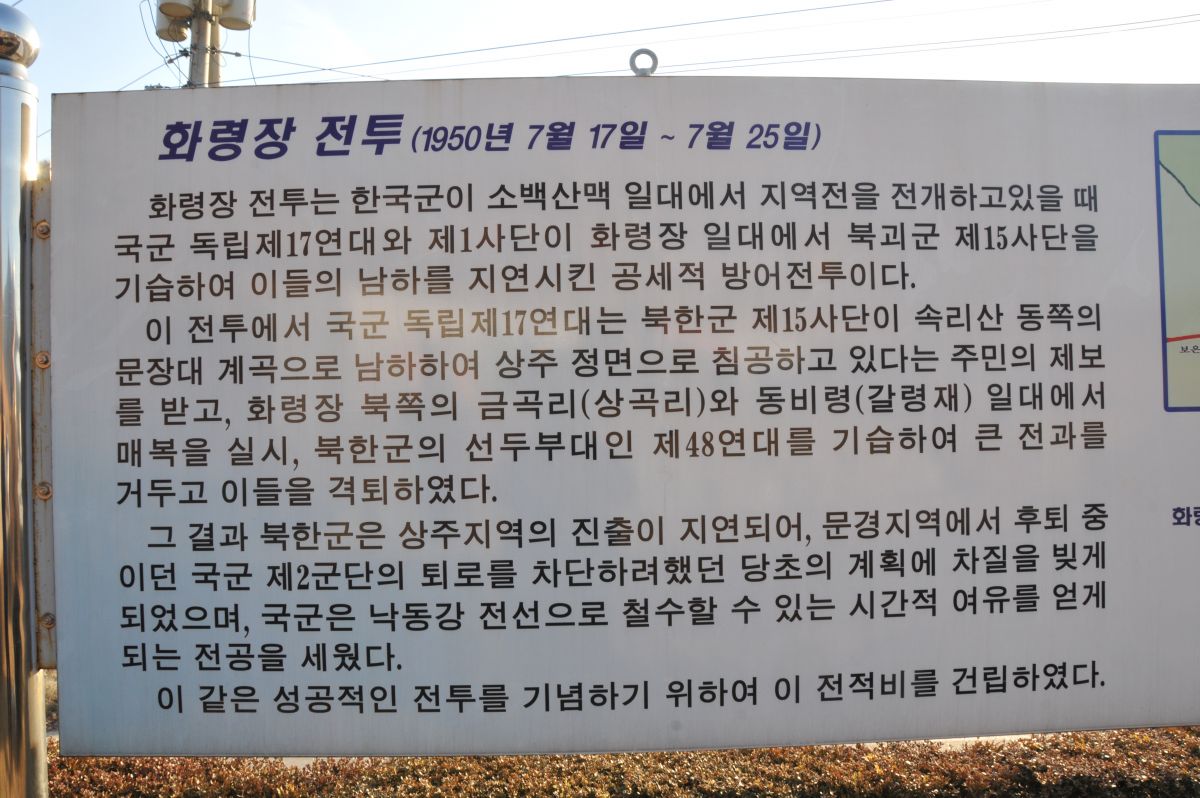 화령장 전투 (1950년 7월 17일 ~ 7월 25일)
화령장 전투는 한국군이 소백산맥 일대에서 지역전을 전개하고있을 때
국군 독립제17연대와 제1사단이 화령장 일대에서 북괴군 제15사단을
기습하여 이들의 남하를 지연시킨 공세적 방어전투이다.
이 전투에서 국군 독립제17연대는 북한군 제15사단이 속리산 동쪽의
문장대 계곡으로 남하하여 상주 정면으로 침공하고 있다는 주민의 제보
를 받고, 화령장 북쪽의 금곡리(상곡리)와 동비령(갈령재) 일대에서
매복을 실시, 북한군의 선두부대인 제48연대를 기습하여 큰 전과를
거두고 이들을 격퇴하였다.
그 결과 북한군은 상주지역의 진출이 지연되어, 문경지역에서 후퇴 중
이던 국군 제2군단의 퇴로를 차단하려했던 당초의 계획에 차질을 빚게
되었으며, 국군은 낙동강 전선으로 철수할 수 있는 시간적 여유를 얻게
되는 전공을 세웠다.
이 같은 성공적인 전투를 기념하기 위하여 이 전적비를 건립하였다.
보은